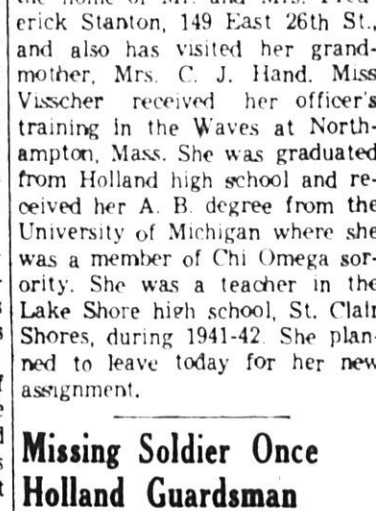 the home of Mr. and Mrs. Fred-
erick Stanton, 149 East 26th St.,
and also has visited her grand-
mother, Mrs. C. J. Hand. Miss
Visscher received her officer's
training in the Waves at North-
ampton, Mass. She was graduated
from Holland high school and re-
ceived her A. B. degree from the
University of Michigan where she
was a member of Chi Omega sor-
ority. She was a teacher in the
Lake Shore high school, St. Clair
Shores, during 1941-42. She plan-
ned to leave today for her new
assignment.
Missing Soldier Once
Holland Guardsman